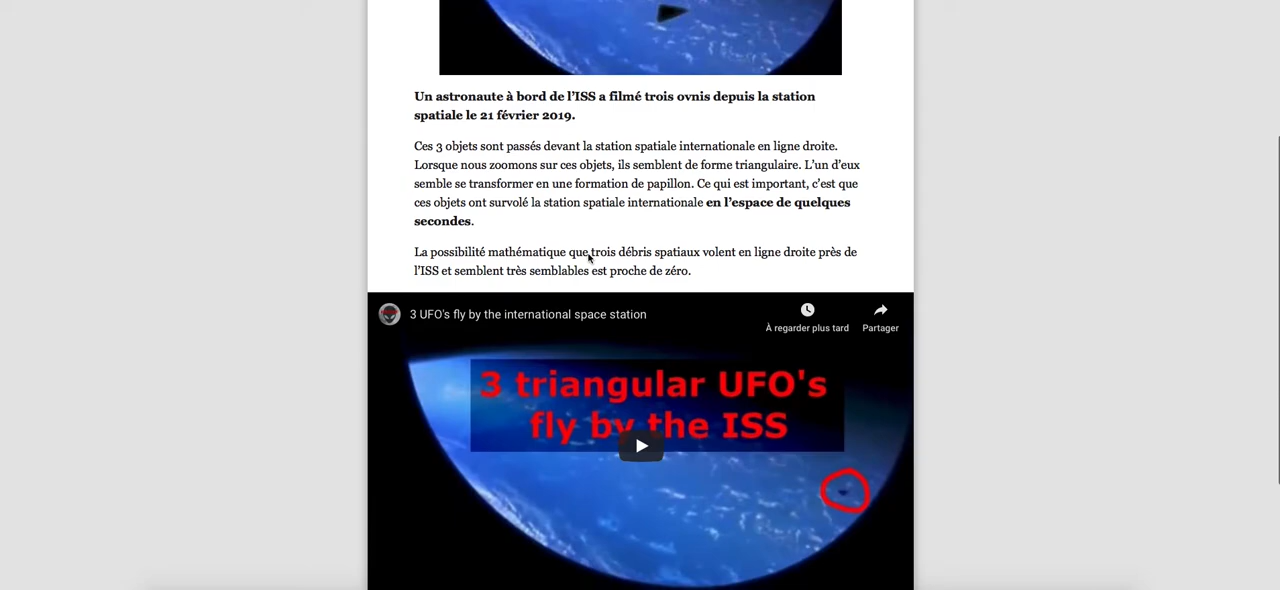 Un astronaute à bord de l'ISS a filmé trois ovnis depuis la station
spatiale le 21 février 2019.
Ces 3 objets sont passés devant la station spatiale internationale en ligne droite.
Lorsque nous zoomons sur ces objets, ils semblent de forme triangulaire. L'un d'eux
semble se transformer en une formation de papillon. Ce qui est important, c'est que
ces objets ont survolé la station spatiale internationale en l'espace de quelques
secondes.
La possibilité mathématique que trois débris spatiaux volent en ligne droite près de
l'ISS et semblent très semblables est proche de zéro.
3 UFO's fly by the international space station
À regarder plus tard
Partager
3 triangular UFO's
fly by the ISS